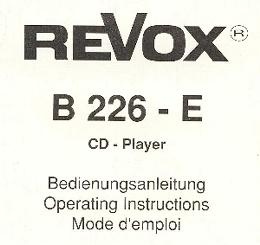 REVOX®
B 226 - E
CD - Player
Bedienungsanleitung
Operating Instructions
Mode d'emploi